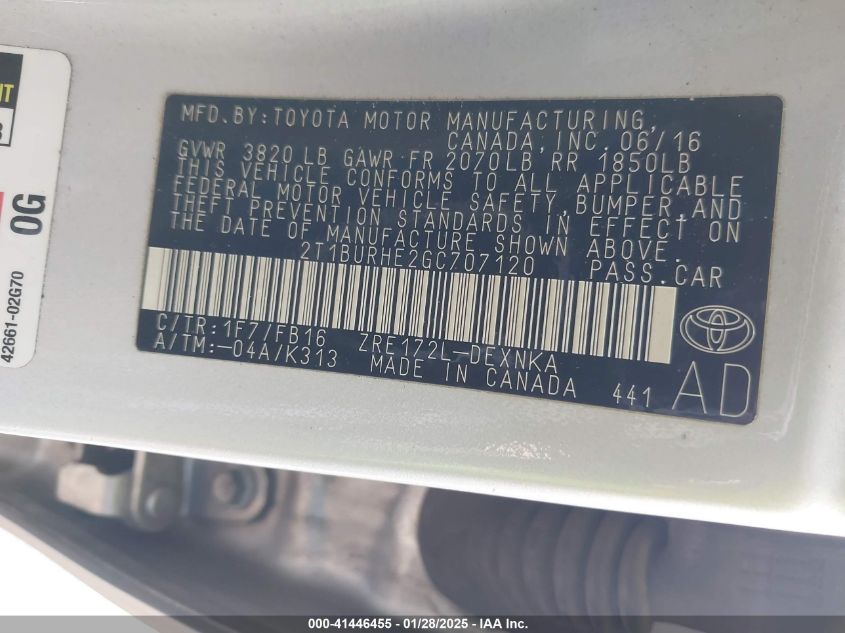 MFD.BY:TOYOTA MOTOR MANUFACTURING,
CANADA,INC.06/16
GVWR 3820 LB GAWR FR 2070LB RR 1850LB
THIS VEHICLE CONFORMS TO ALL APPLICABLE
FEDERAL MOTOR VEHICLE SAFETY,BUMPER,AND
THEFT PREVENTION STANDARDS IN EFFECT ON
THE DATE OF MANUFACTURE SHOWN ABOVE.
2T1BURHE2GC707120 PASS.CAR
C/TR:1F7/FB16 ZRE172L-DEXNKA
A/TM:-04A/K313 MADE IN CANADA 441
AD
0G
42661-02G70
000-41446455 - 01/28/2025 - IAA Inc.